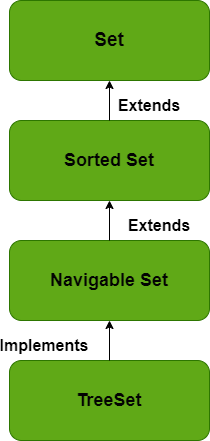 Set
Extends
Sorted Set
Extends
Navigable Set
Implements
TreeSet